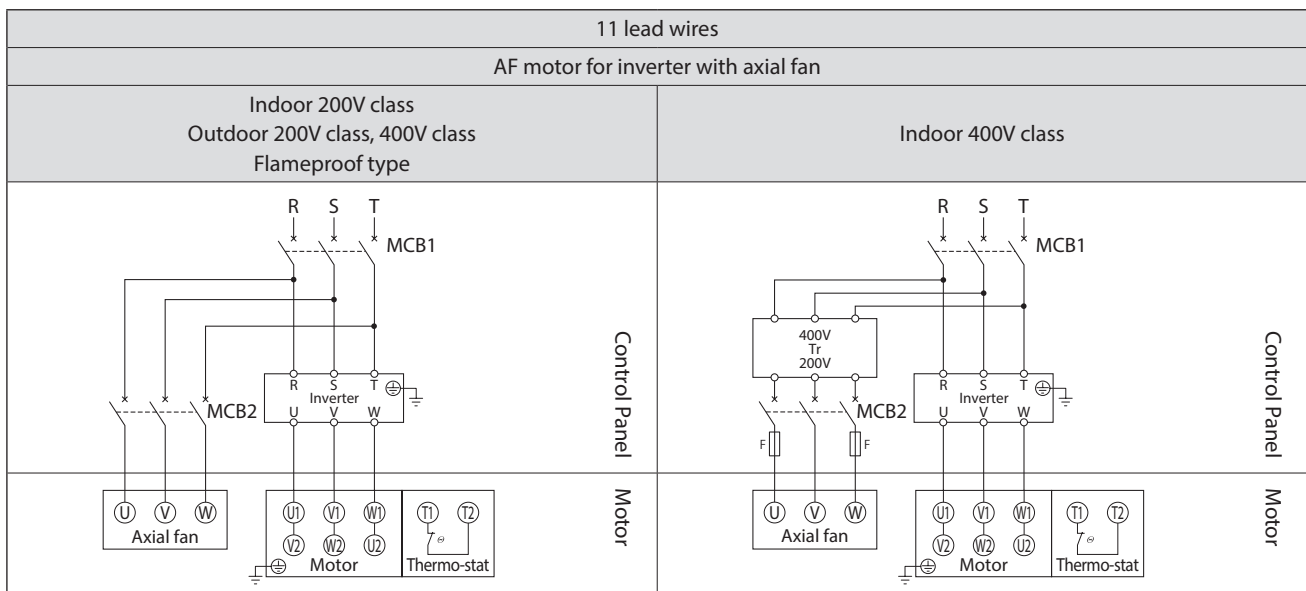 11 lead wires
AF motor for inverter with axial fan
Indoor 200V class
Outdoor 200V class, 400V class
Flameproof type
Indoor 400V class
R S T
MCB1
R S T
Inverter
U V W
MCB2
Control Panel
U V W
Axial fan
U1 V1 W1
V2 W2 U2
Motor
T1 T2
Θ
Thermo-stat
Motor
R S T
MCB1
400V
Tr
200V
R S T
Inverter
U V W
MCB2
F F
Control Panel
U V W
Axial fan
U1 V1 W1
V2 W2 U2
Motor
T1 T2
Θ
Thermo-stat
Motor